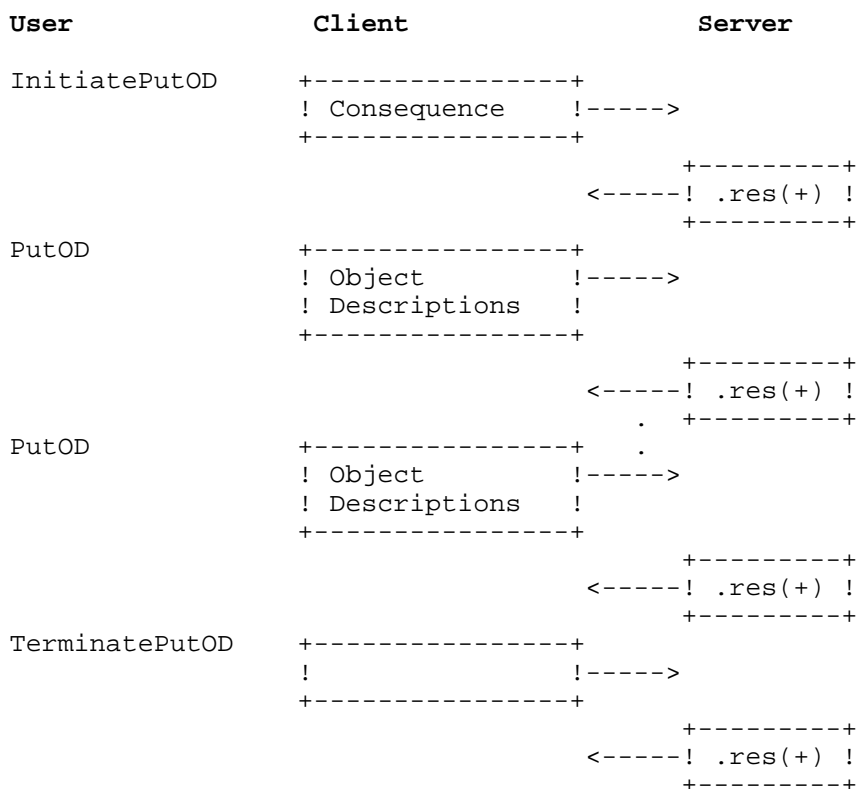 User Client Server
InitiatePutOD +----------------+
! Consequence !----->
+----------------+
+---------+
<-----! .res(+) !
+---------+
PutOD +----------------+
! Object !----->
! Descriptions !
+----------------+
+---------+
<-----! .res(+) !
. +---------+
PutOD +----------------+ .
! Object !----->
! Descriptions !
+----------------+
+---------+
<-----! .res(+) !
+---------+
TerminatePutOD +----------------+
! !----->
+----------------+
+---------+
<-----! .res(+) !
+---------+